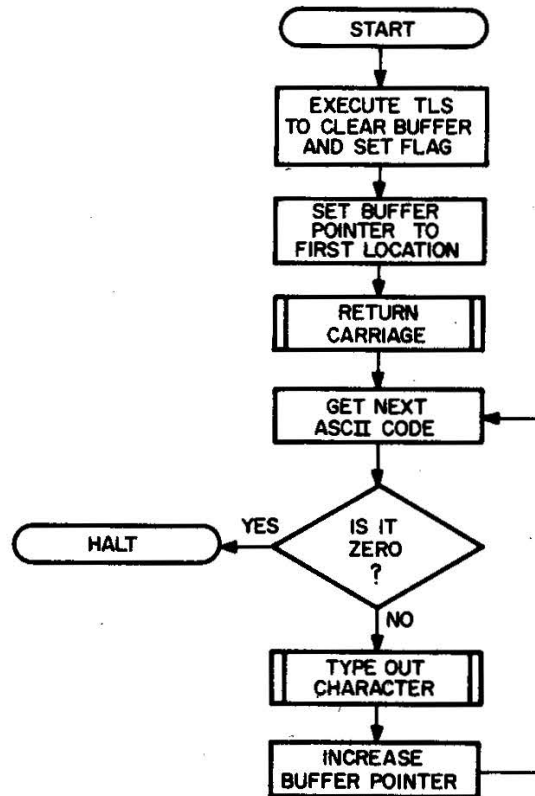 START
EXECUTE TLS
TO CLEAR BUFFER
AND SET FLAG
SET BUFFER
POINTER TO
FIRST LOCATION
RETURN
CARRIAGE
GET NEXT
ASCII CODE
IS IT
ZERO
?
YES
HALT
NO
TYPE OUT
CHARACTER
INCREASE
BUFFER POINTER